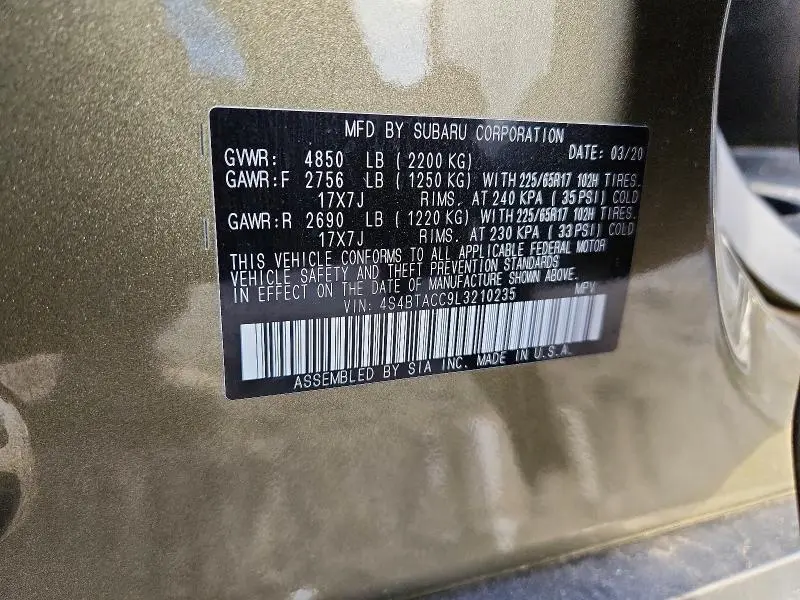 MFD BY SUBARU CORPORATION
GVWR: 4850 LB ( 2200 KG) DATE: 03/20
GAWR:F 2756 LB ( 1250 KG) WITH 225/65R17 102H TIRES.
17X7J RIMS. AT 240 KPA ( 35 PSI) COLD
GAWR:R 2690 LB ( 1220 KG) WITH 225/65R17 102H TIRES.
17X7J RIMS. AT 230 KPA ( 33 PSI) COLD
THIS VEHICLE CONFORMS TO ALL APPLICABLE FEDERAL MOTOR
VEHICLE SAFETY AND THEFT PREVENTION STANDARDS
IN EFFECT ON THE DATE OF MANUFACTURE SHOWN ABOVE.
VIN: 4S4BTACC9L3210235 MPV
ASSEMBLED BY SIA INC. MADE IN U.S.A.